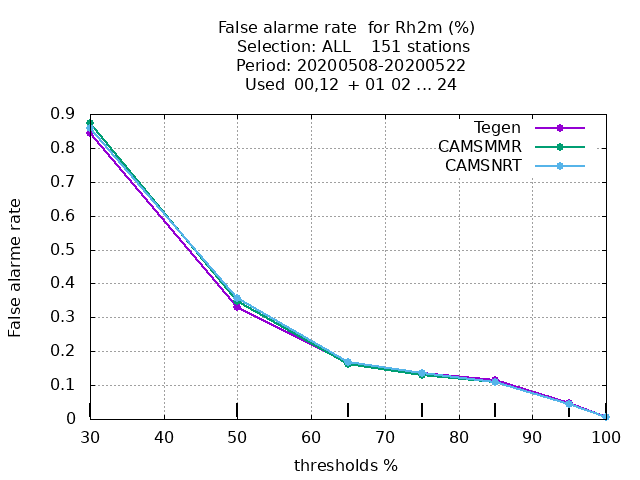 False alarme rate for Rh2m (%)
Selection: ALL 151 stations
Period: 20200508-20200522
Used 00,12 + 01 02 ... 24
Tegen
CAMSMMR
CAMSNRT
False alarme rate
0.9
0.8
0.7
0.6
0.5
0.4
0.3
0.2
0.1
0
30 40 50 60 70 80 90 100
thresholds %